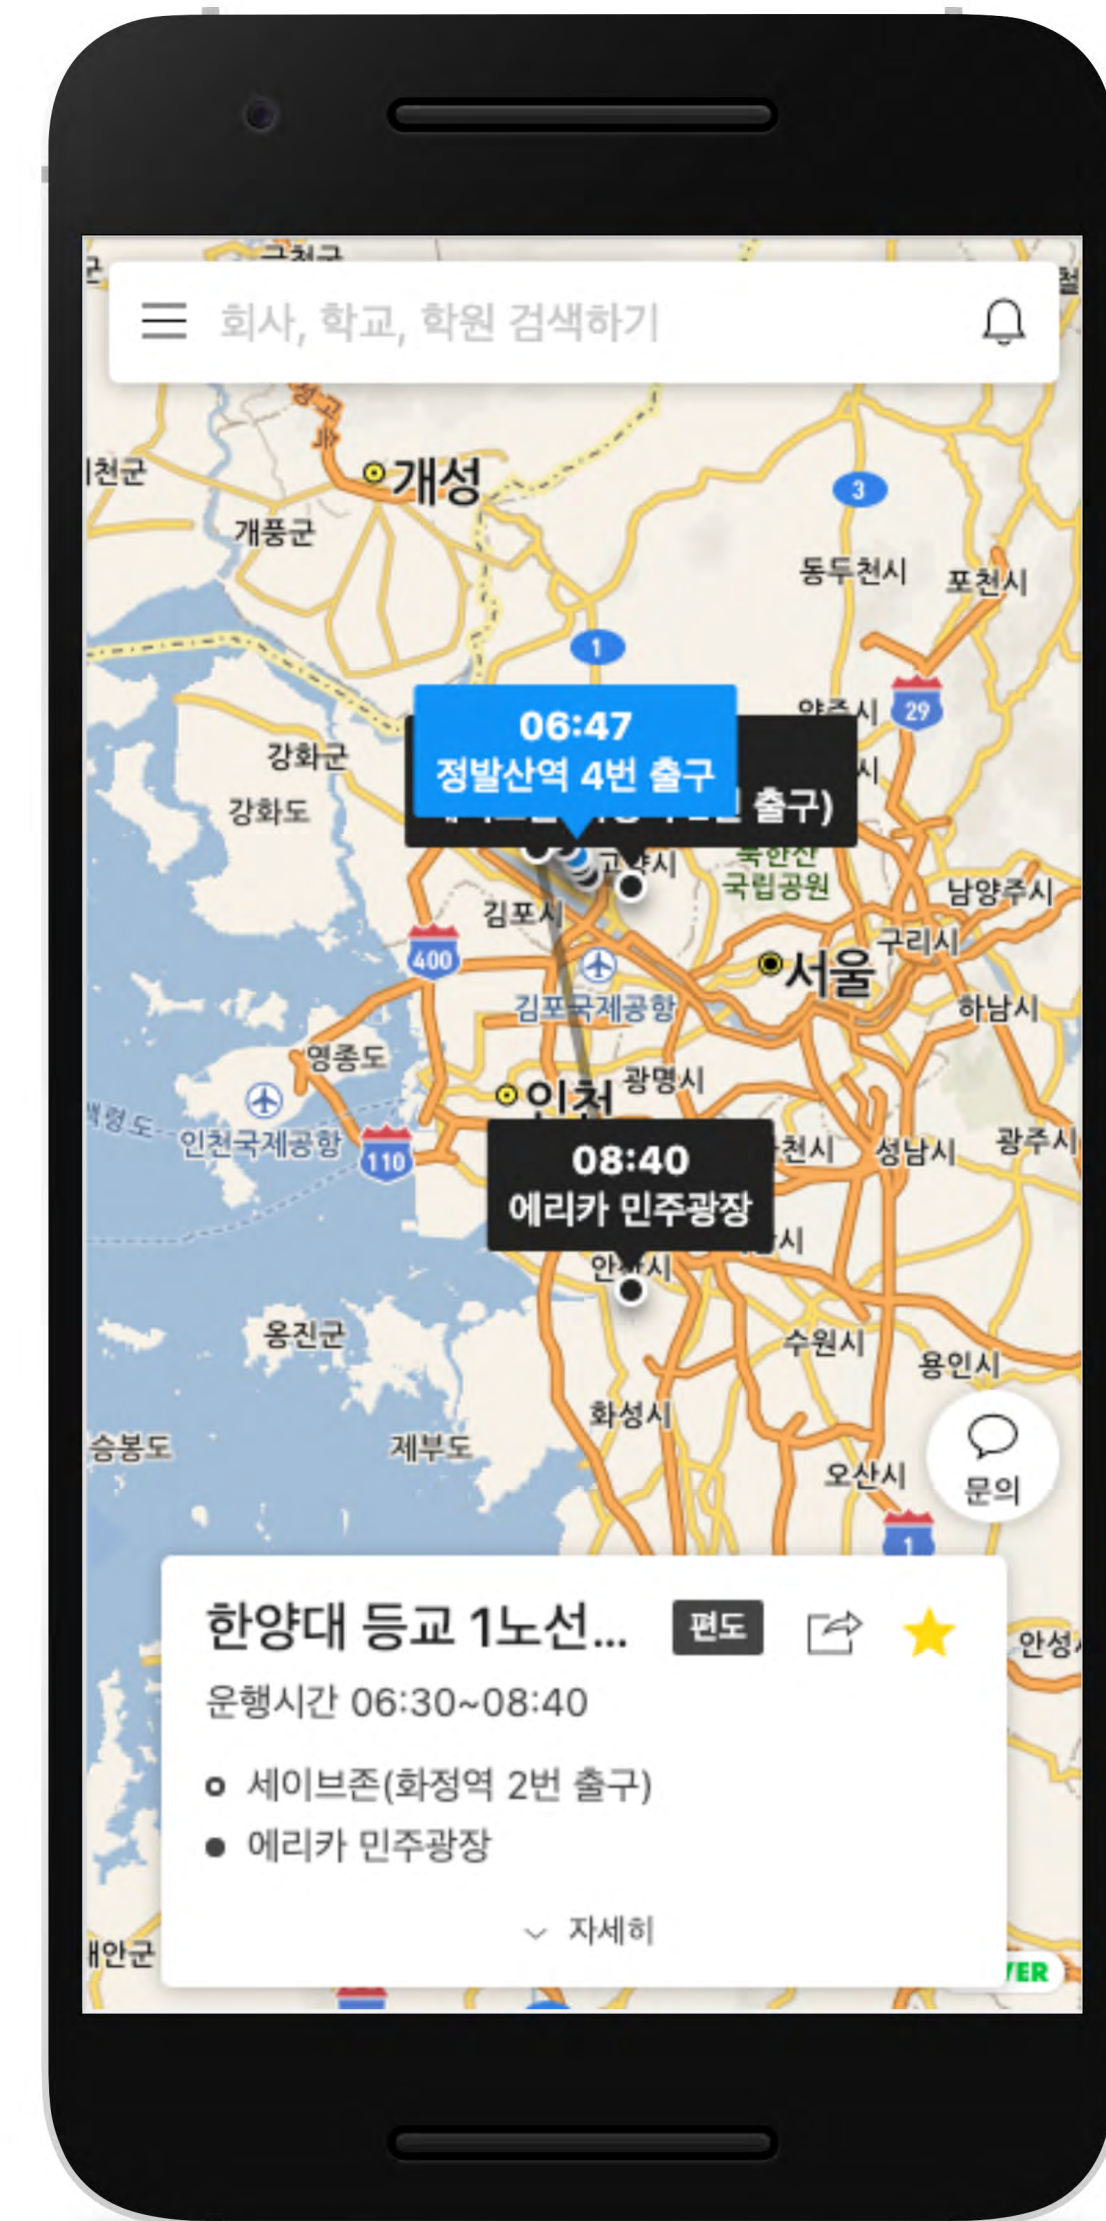 회사, 학교, 학원 검색하기
개성
개풍군
3
동두천시
포천시
1
29
강화군
강화도
06:47
정발산역 4번 출구
출구)
북한산
국립공원
남양주시
김포시
구리시
400
서울
김포국제공항
하남시
영종도
인천
광명시
인천국제공항
110
성남시
광주시
08:40
에리카 민주광장
옹진군
수원시
용인시
화성시
승봉도
제부도
오산시
문의
1
한양대 등교 1노선...
편도
운행시간 06:30~08:40
세이브존(화정역 2번 출구)
에리카 민주광장
자세히